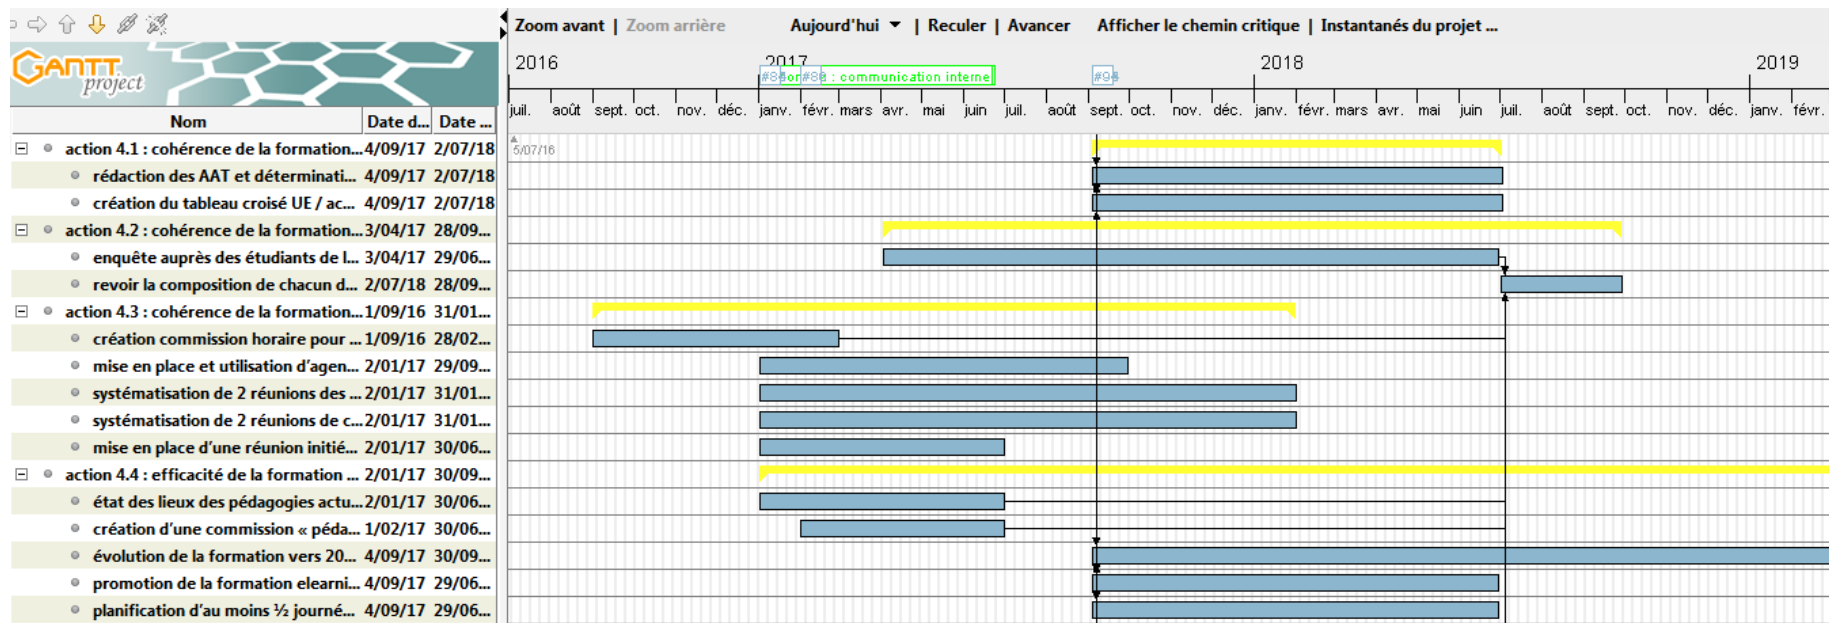 Zoom avant | Zoom arrière Aujourd'hui | Reculer | Avancer Afficher le chemin critique | Instantanés du projet ...
GANTT project
2016 2017 2018 2019
: communication interne
juil. août sept. oct. nov. déc. janv. févr. mars avr. mai juin juil. août sept. oct. nov. déc. janv. févr. mars avr. mai juin juil. août sept. oct. nov. déc. janv. févr.
Nom Date d... Date ...
5/07/16
action 4.1 : cohérence de la formation... 4/09/17 2/07/18
rédaction des AAT et déterminati... 4/09/17 2/07/18
création du tableau croisé UE / ac... 4/09/17 2/07/18
action 4.2 : cohérence de la formation... 3/04/17 28/09...
enquête auprès des étudiants de l... 3/04/17 29/06...
revoir la composition de chacun d... 2/07/18 28/09...
action 4.3 : cohérence de la formation... 1/09/16 31/01...
création commission horaire pour ... 1/09/16 28/02...
mise en place et utilisation d'agen... 2/01/17 29/09...
systématisation de 2 réunions des ... 2/01/17 31/01...
systématisation de 2 réunions de c... 2/01/17 31/01...
mise en place d'une réunion initié... 2/01/17 30/06...
action 4.4 : efficacité de la formation ... 2/01/17 30/09...
état des lieux des pédagogies actu... 2/01/17 30/06...
création d'une commission « péda... 1/02/17 30/06...
évolution de la formation vers 20... 4/09/17 30/09...
promotion de la formation elearni... 4/09/17 29/06...
planification d'au moins ½ journé... 4/09/17 29/06...